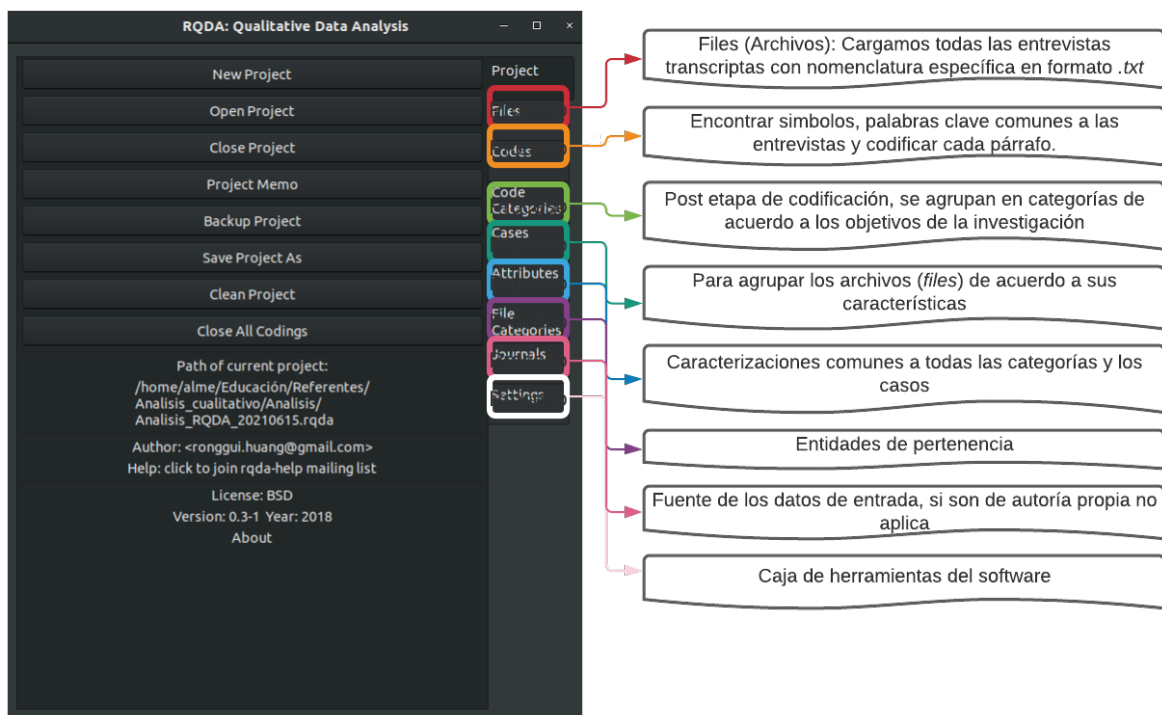 RQDA: Qualitative Data Analysis
New Project
Open Project
Close Project
Project Memo
Backup Project
Save Project As
Clean Project
Close All Codings
Path of current project:
/home/alme/Educación/Referentes/
Analisis_cualitativo/Analisis/
Analisis_RQDA_20210615.rqda
Author: <ronggui.huang@gmail.com>
Help: click to join rqda-help mailing list
License: BSD
Version: 0.3-1 Year: 2018
About
Project
Files
Codes
Code
Categories
Cases
Attributes
File
Categories
Journals
Settings
Files (Archivos): Cargamos todas las entrevistas
transcriptas con nomenclatura específica en formato .txt
Encontrar simbolos, palabras clave comunes a las
entrevistas y codificar cada párrafo.
Post etapa de codificación, se agrupan en categorías de
acuerdo a los objetivos de la investigación
Para agrupar los archivos (files) de acuerdo a sus
características
Caracterizaciones comunes a todas las categorías y los
casos
Entidades de pertenencia
Fuente de los datos de entrada, si son de autoría propia no
aplica
Caja de herramientas del software